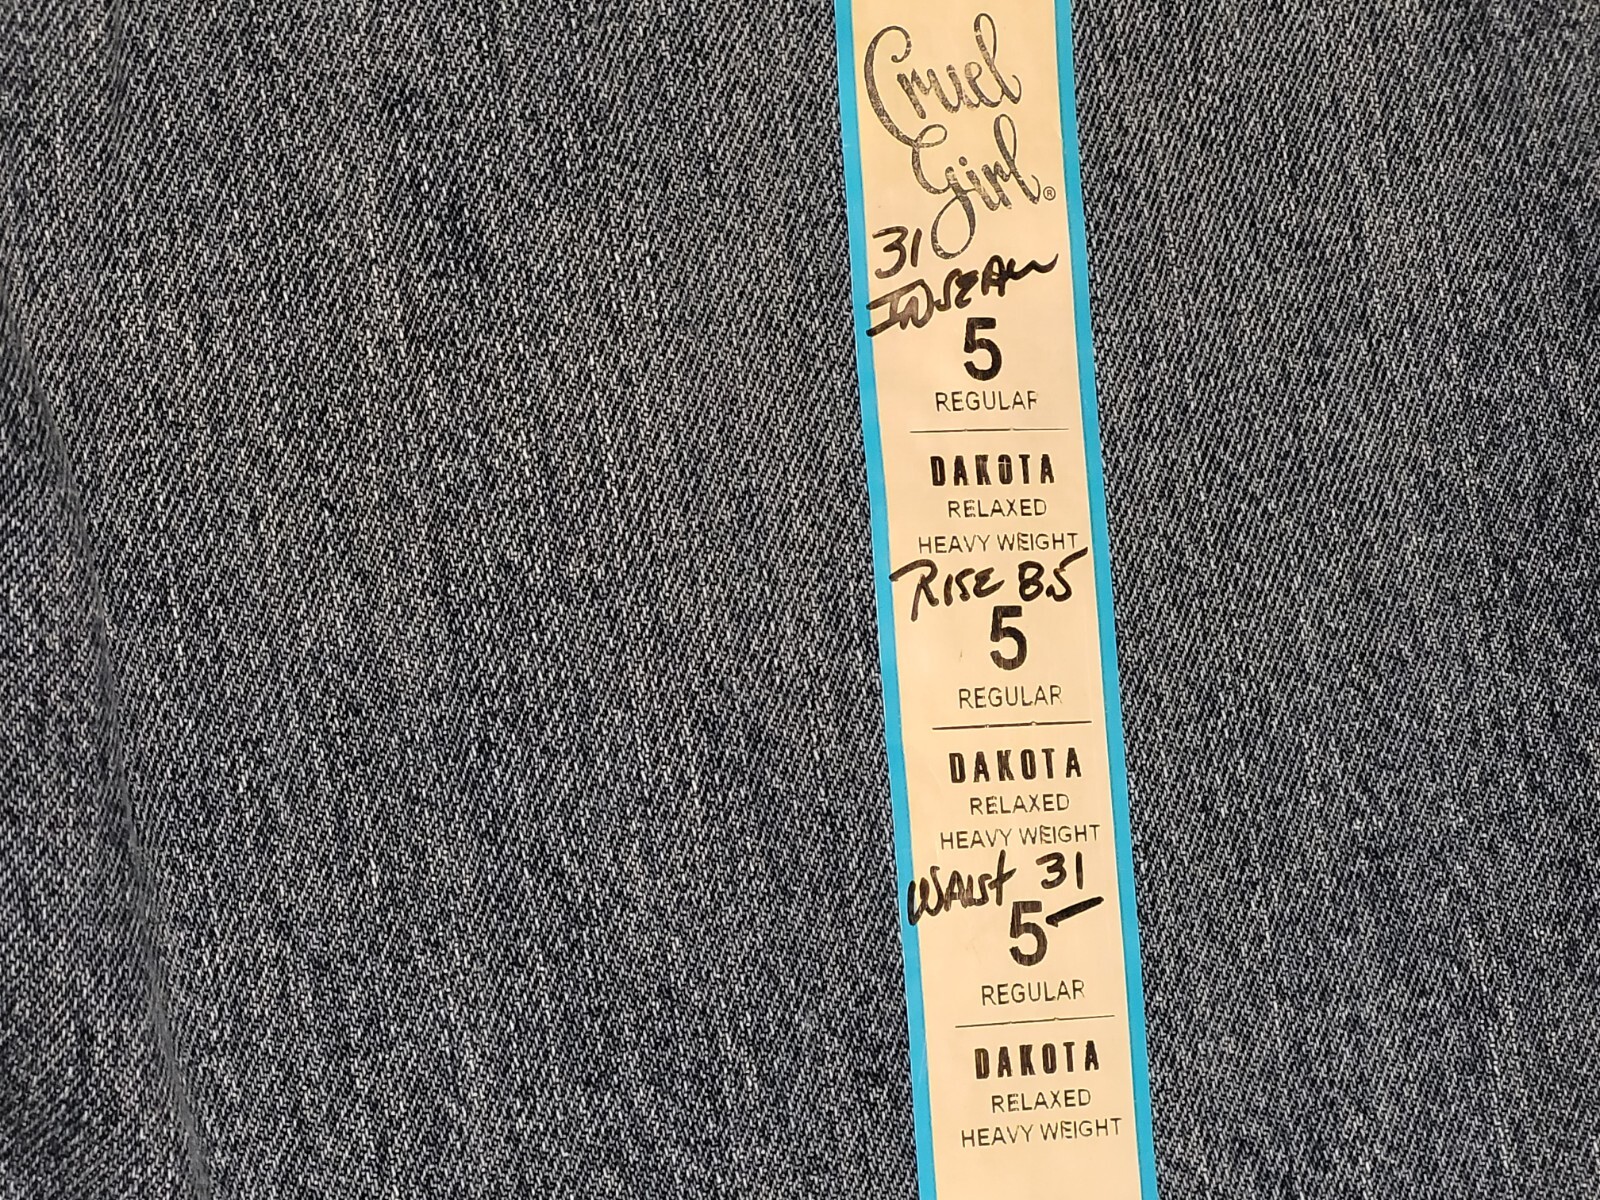 Cruel
Girl®
31
INSEAM
5
REGULAR
DAKOTA
RELAXED
HEAVY WEIGHT
RISE 8.5
5
REGULAR
DAKOTA
RELAXED
HEAVY WEIGHT
WAIST 31
5
REGULAR
DAKOTA
RELAXED
HEAVY WEIGHT